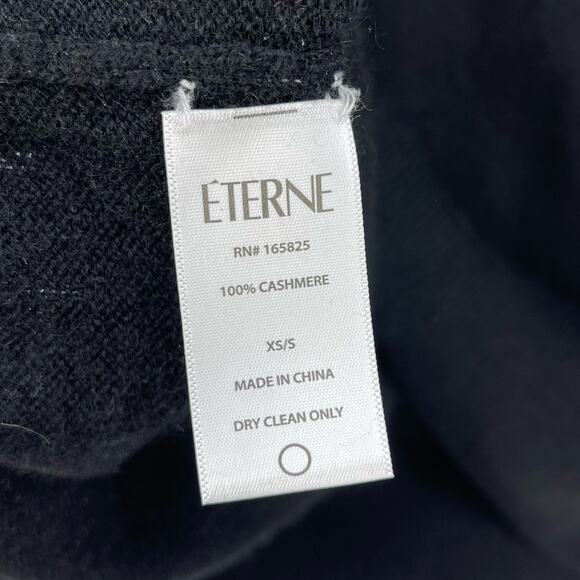 ÉTERNE
RN# 165825
100% CASHMERE
XS/S
MADE IN CHINA
DRY CLEAN ONLY